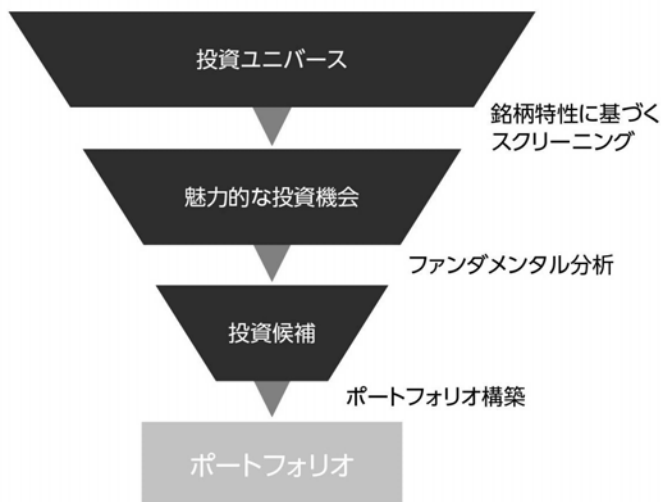 投資ユニバース
銘柄特性に基づく
スクリーニング
魅力的な投資機会
ファンダメンタル分析
投資候補
ポートフォリオ構築
ポートフォリオ